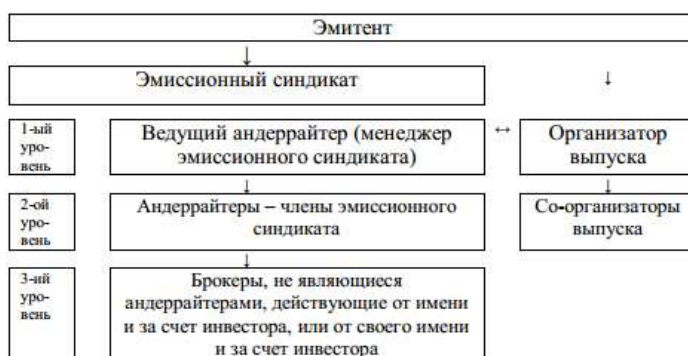 Эмитент
↓
Эмиссионный синдикат
↓
1-ый
уро-
вень
Ведущий андеррайтер (менеджер
эмиссионного синдиката)
↔
Организатор
выпуска
↓
↓
2-ой
уро-
вень
Андеррайтеры – члены эмиссионного
синдиката
Со-организаторы
выпуска
↓
3-ий
уро-
вень
Брокеры, не являющиеся
андеррайтерами, действующие от имени
и за счет инвестора, или от своего имени
и за счет инвестора